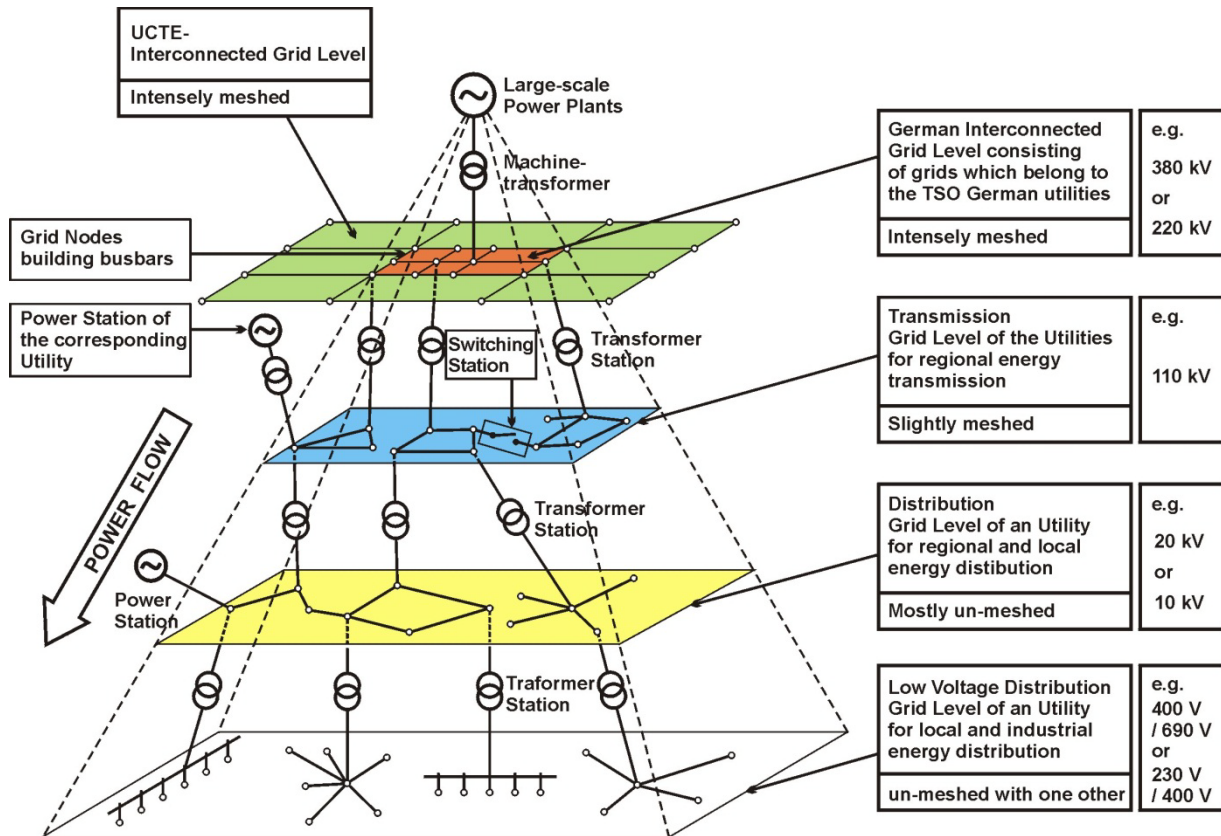 UCTE-
Interconnected Grid Level
Intensely meshed
Large-scale
Power Plants
Machine-
transformer
German Interconnected
Grid Level consisting
of grids which belong to
the TSO German utilities
Intensely meshed
e.g.
380 kV
or
220 kV
Grid Nodes
building busbars
Power Station of
the corresponding
Utility
Switching
Station
Transformer
Station
Transmission
Grid Level of the Utilities
for regional energy
transmission
Slightly meshed
e.g.
110 kV
POWER FLOW
Transformer
Station
Distribution
Grid Level of an Utility
for regional and local
energy distibution
Mostly un-meshed
e.g.
20 kV
or
10 kV
Power
Station
Traformer
Station
Low Voltage Distribution
Grid Level of an Utility
for local and industrial
energy distribution
un-meshed with one other
e.g.
400 V
/ 690 V
or
230 V
/ 400 V